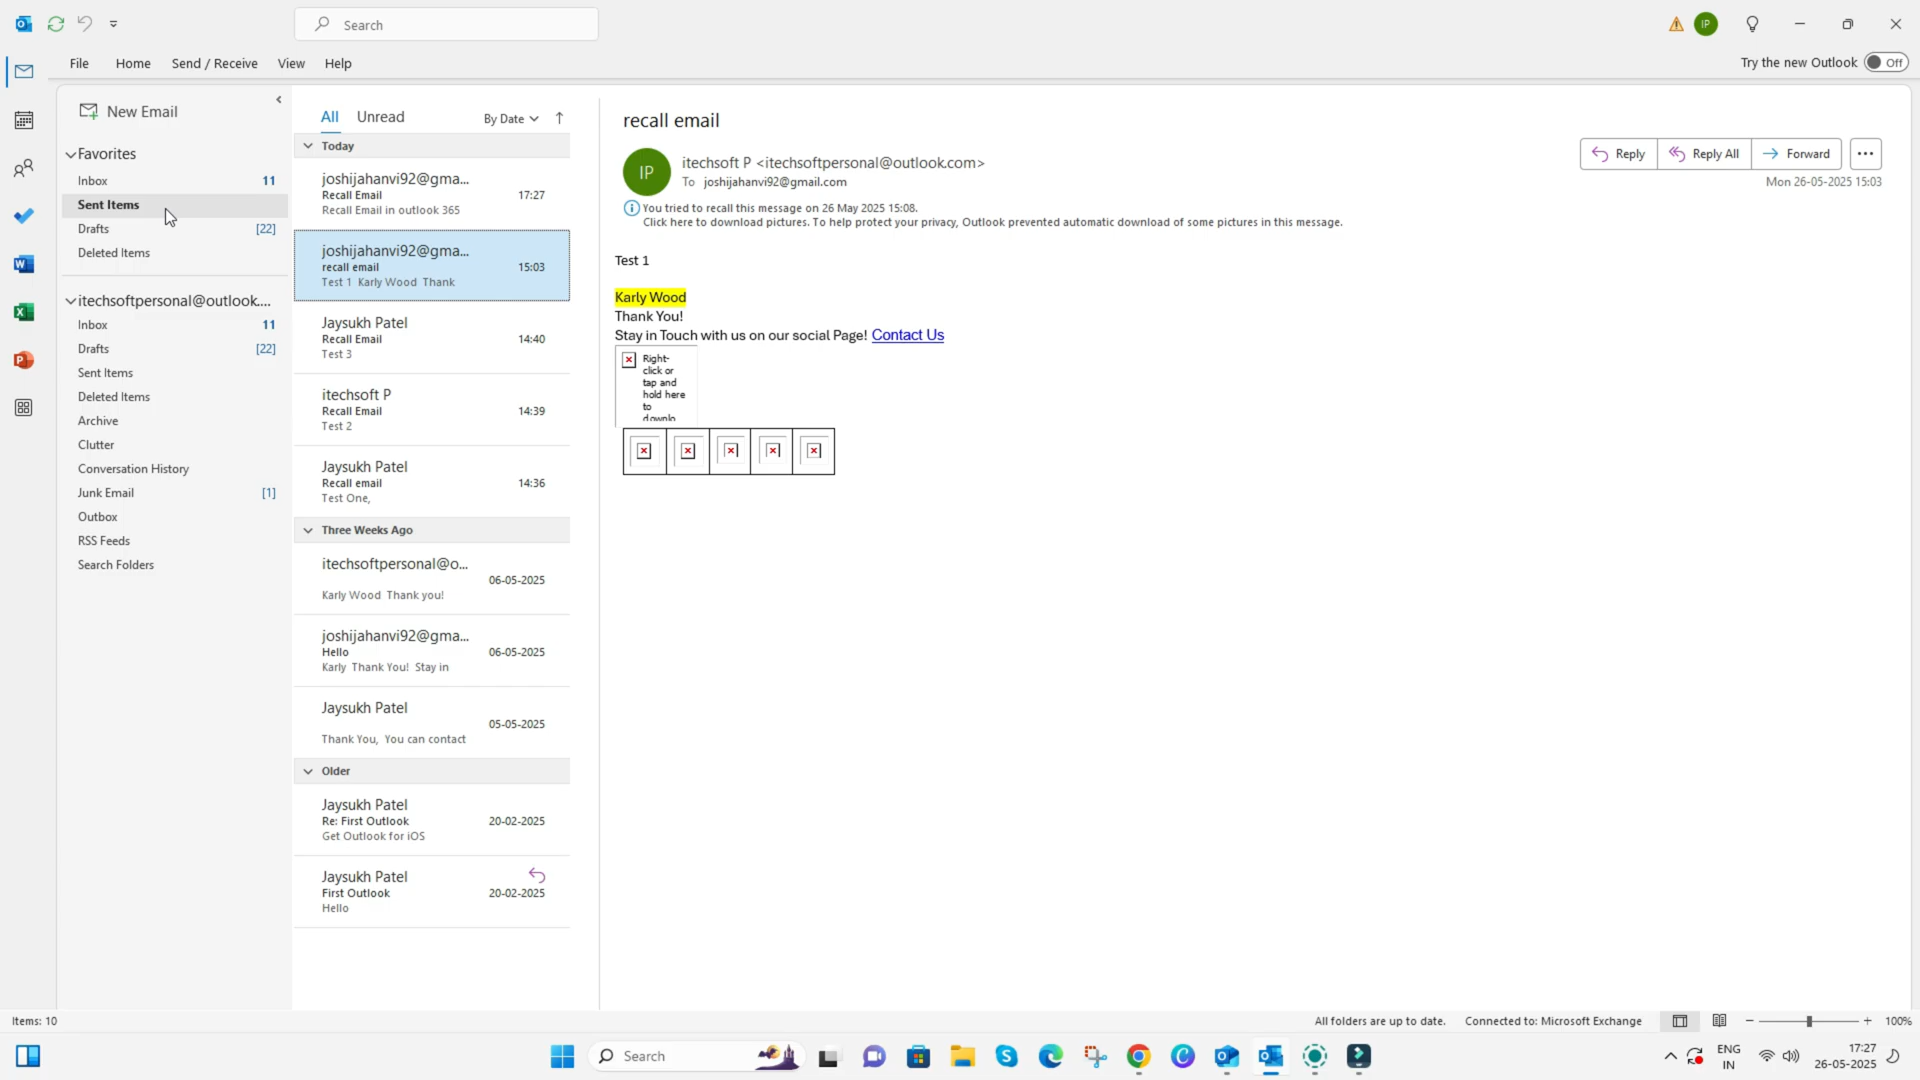 Search
IP
File Home Send / Receive View Help
Try the new Outlook Off
New Email
Favorites
Inbox 11
Sent Items
Drafts [22]
Deleted Items
itechsoftpersonal@outlook....
Inbox 11
Drafts [22]
Sent Items
Deleted Items
Archive
Clutter
Conversation History
Junk Email [1]
Outbox
RSS Feeds
Search Folders
All Unread By Date
Today
joshijahanvi92@gma...
Recall Email 17:27
Recall Email in outlook 365
joshijahanvi92@gma...
recall email 15:03
Test 1 Karly Wood Thank
Jaysukh Patel
Recall Email 14:40
Test 3
itechsoft P
Recall Email 14:39
Test 2
Jaysukh Patel
Recall email 14:36
Test One,
Three Weeks Ago
itechsoftpersonal@o...
06-05-2025
Karly Wood Thank you!
joshijahanvi92@gma...
Hello 06-05-2025
Karly Thank You! Stay in
Jaysukh Patel
05-05-2025
Thank You, You can contact
Older
Jaysukh Patel
Re: First Outlook 20-02-2025
Get Outlook for iOS
Jaysukh Patel
First Outlook 20-02-2025
Hello
recall email
IP
itechsoft P <itechsoftpersonal@outlook.com>
To joshijahanvi92@gmail.com
Reply Reply All Forward
Mon 26-05-2025 15:03
You tried to recall this message on 26 May 2025 15:08.
Click here to download pictures. To help protect your privacy, Outlook prevented automatic download of some pictures in this message.
Test 1
Karly Wood
Thank You!
Stay in Touch with us on our social Page! Contact Us
Right-
click or
tap and
hold here
to
downlo
Items: 10
All folders are up to date. Connected to: Microsoft Exchange 100%
Search
ENG
IN
17:27
26-05-2025